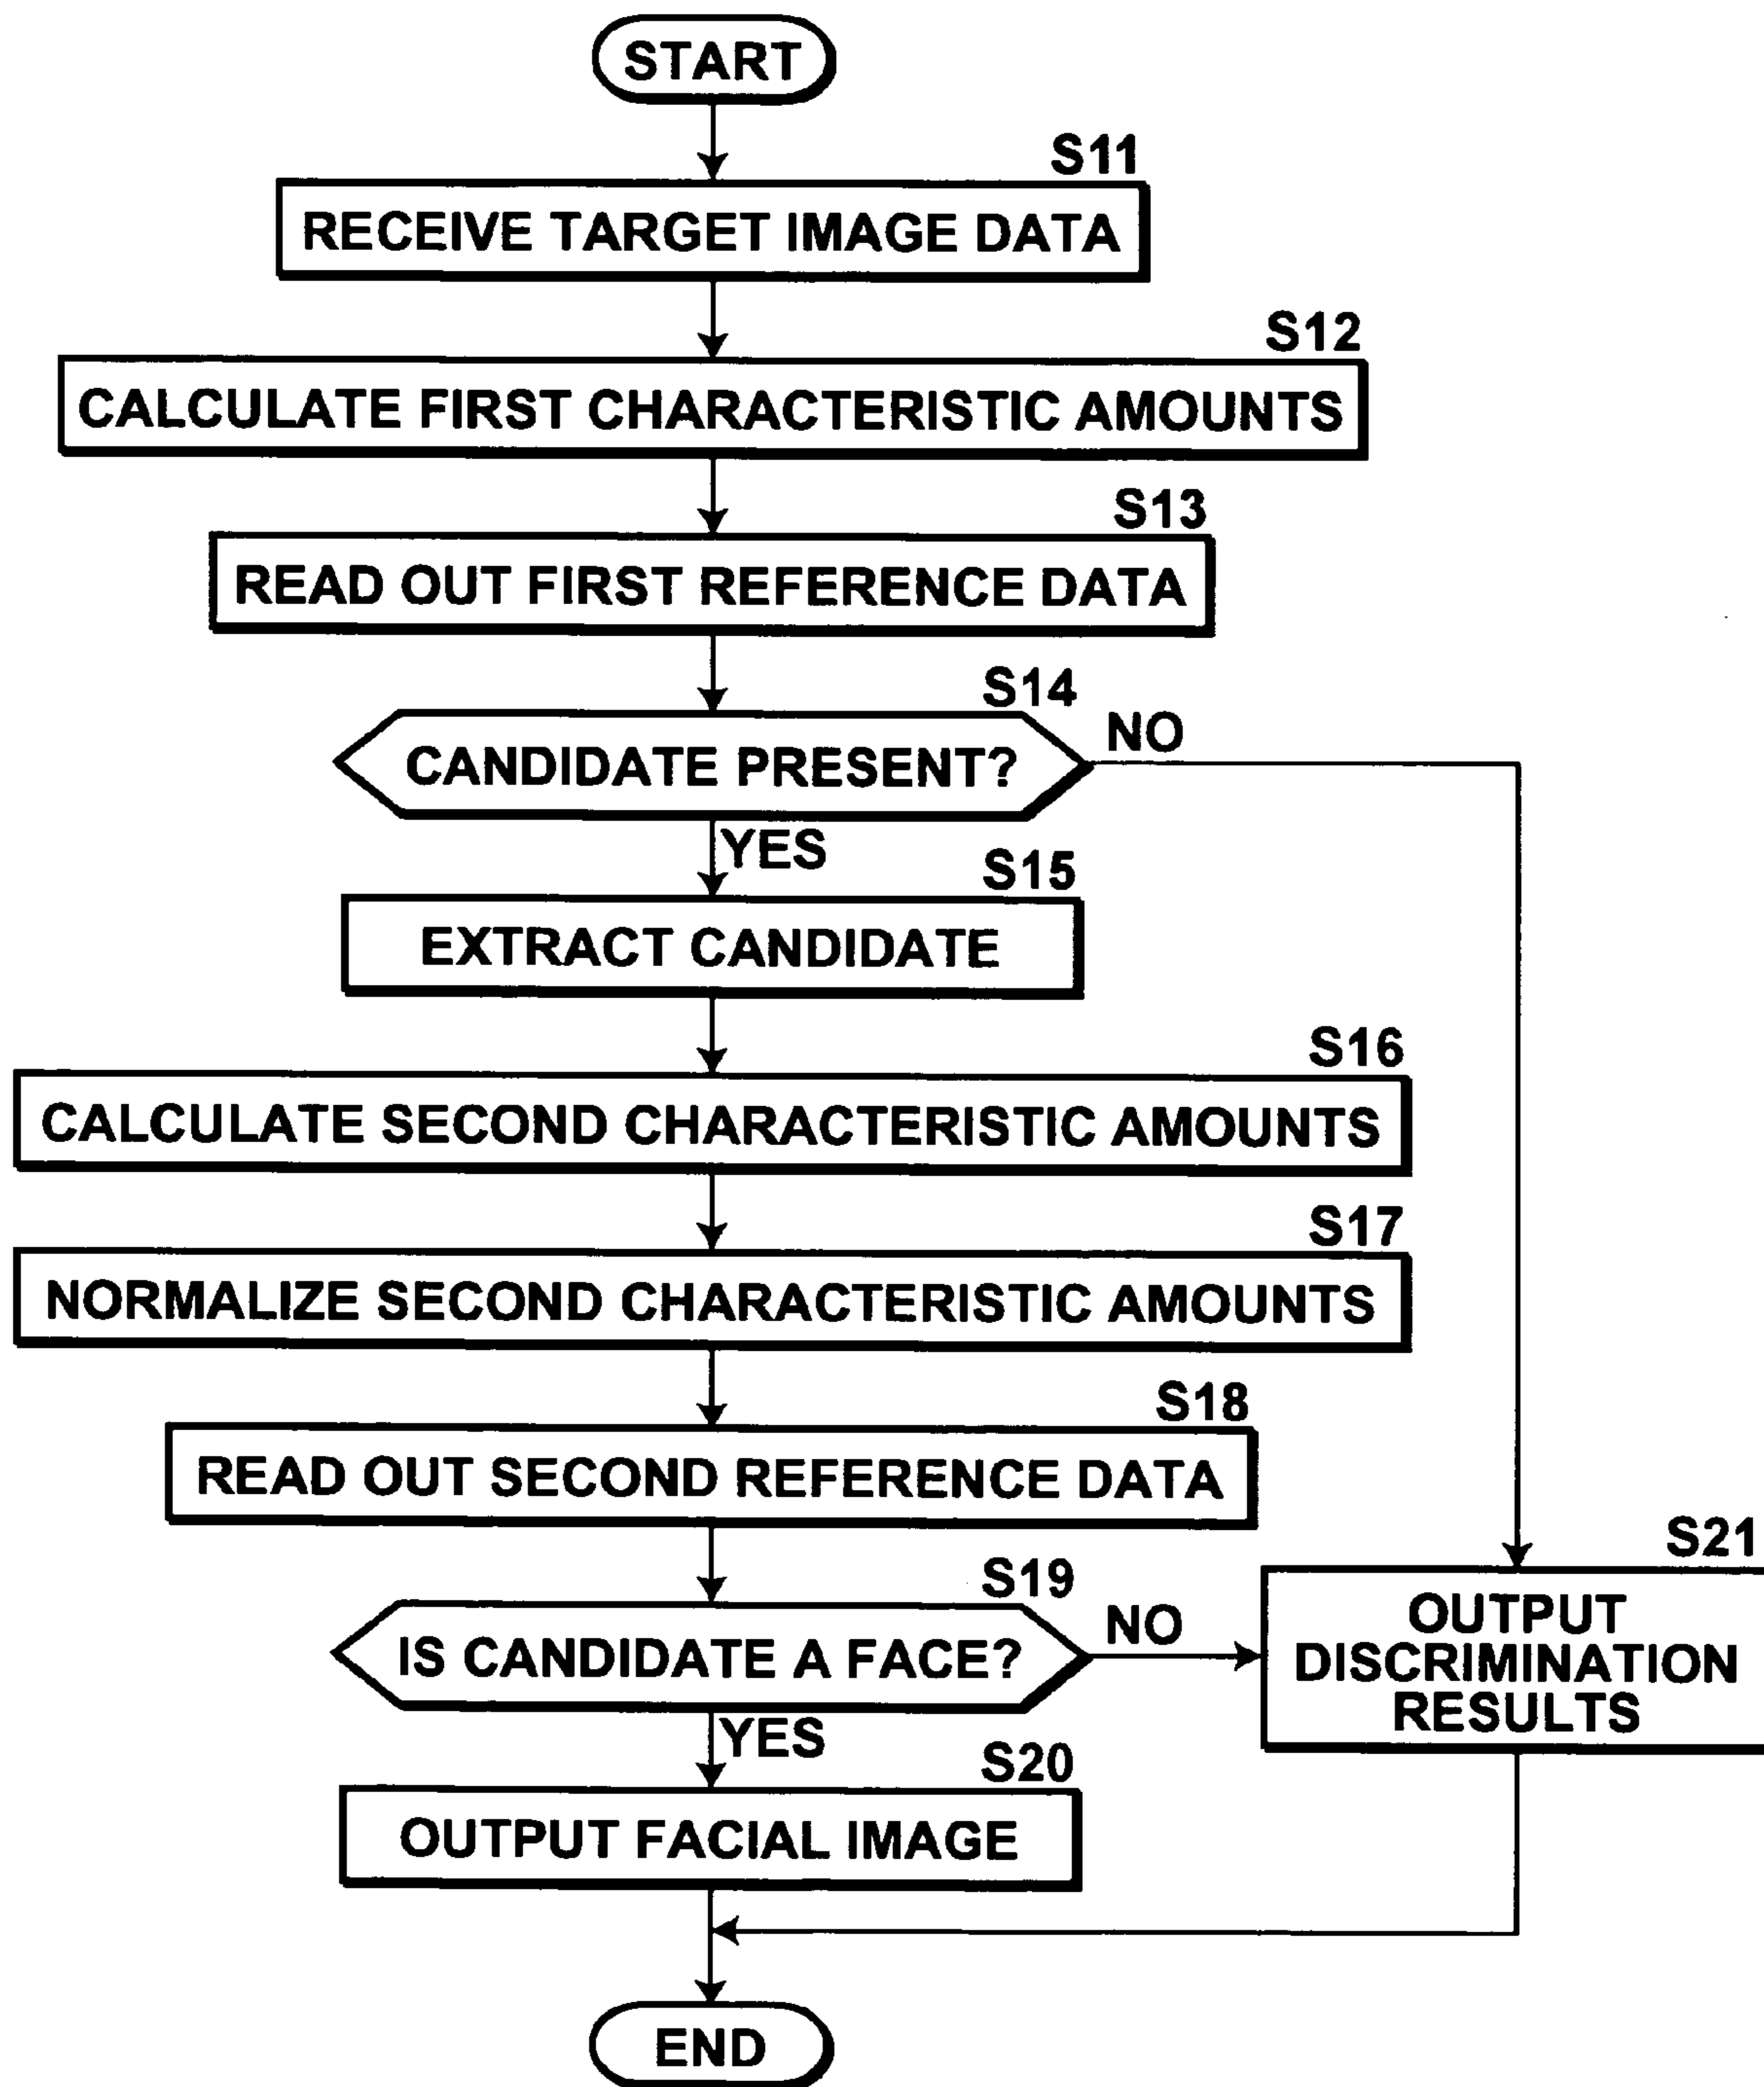 START
S11
RECEIVE TARGET IMAGE DATA
S12
CALCULATE FIRST CHARACTERISTIC AMOUNTS
S13
READ OUT FIRST REFERENCE DATA
S14
CANDIDATE PRESENT?
NO
YES
S15
EXTRACT CANDIDATE
S16
CALCULATE SECOND CHARACTERISTIC AMOUNTS
S17
NORMALIZE SECOND CHARACTERISTIC AMOUNTS
S18
READ OUT SECOND REFERENCE DATA
S19
IS CANDIDATE A FACE?
NO
S21
OUTPUT
DISCRIMINATION
RESULTS
YES
S20
OUTPUT FACIAL IMAGE
END